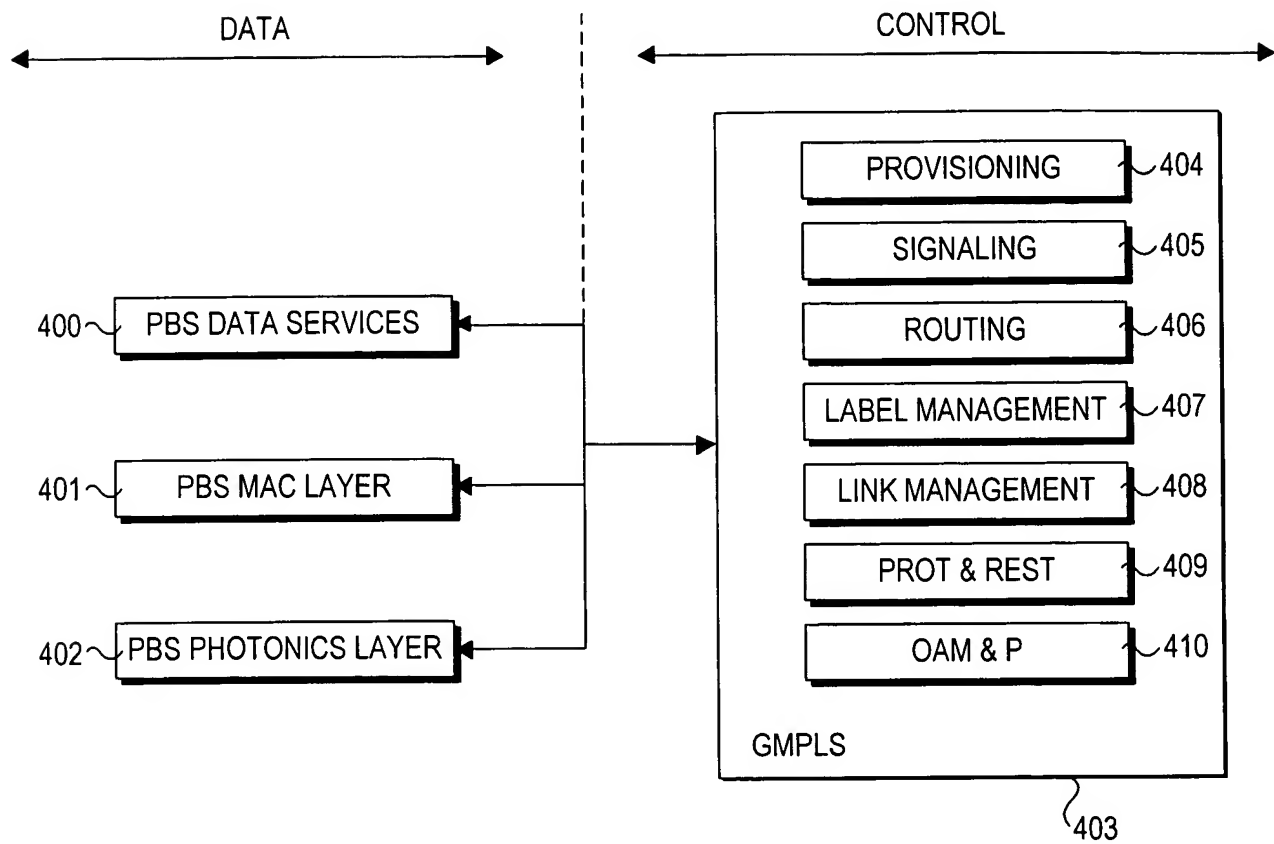 DATA
CONTROL
PROVISIONING 404
SIGNALING 405
400 PBS DATA SERVICES
ROUTING 406
LABEL MANAGEMENT 407
401 PBS MAC LAYER
LINK MANAGEMENT 408
PROT & REST 409
402 PBS PHOTONICS LAYER
OAM & P 410
GMPLS
403